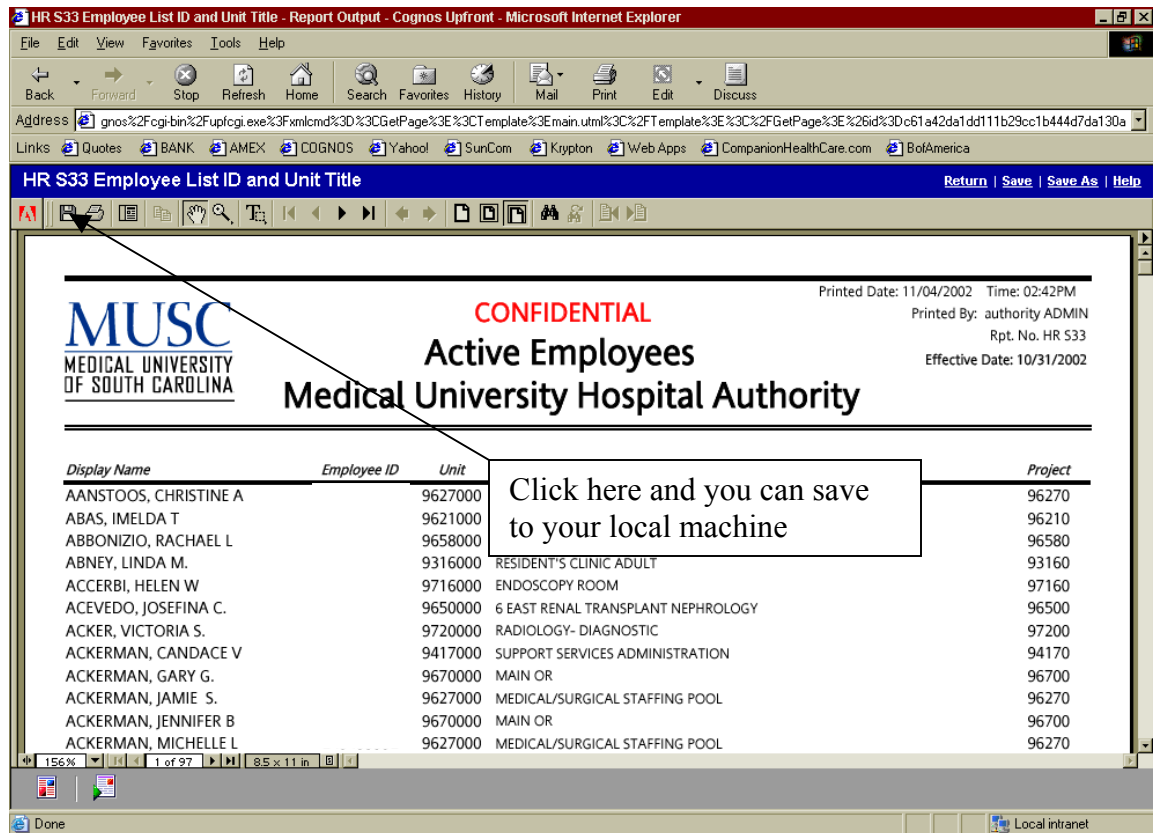 HR S33 Employee List ID and Unit Title - Report Output - Cognos Upfront - Microsoft Internet Explorer
File Edit View Favorites Tools Help
Back Forward Stop Refresh Home Search Favorites History Mail Print Edit Discuss
Address gnos%2Fcgi-bin%2Fupfcgi.exe%3Fxmlcmd%3D%3CGetPage%3E%3CTemplate%3Emain.utml%3C%2FTemplate%3E%3C%2FGetPage%3E%26id%3Dc61a42da1dd111b29cc1b444d7da130a
Links Quotes BANK AMEX COGNOS Yahoo! SunCom Krypton Web Apps CompanionHealthCare.com BofAmerica
HR S33 Employee List ID and Unit Title Return | Save | Save As | Help
Printed Date: 11/04/2002 Time: 02:42PM
MUSC CONFIDENTIAL Printed By: authority ADMIN
Rpt. No. HR S33
MEDICAL UNIVERSITY Active Employees Effective Date: 10/31/2002
OF SOUTH CAROLINA Medical University Hospital Authority
Display Name Employee ID Unit Project
AANSTOOS, CHRISTINE A 9627000 96270
ABAS, IMELDA T 9621000 96210
ABBONIZIO, RACHAEL L 9658000 96580
Click here and you can save
to your local machine
ABNEY, LINDA M. 9316000 RESIDENT'S CLINIC ADULT 93160
ACCERBI, HELEN W 9716000 ENDOSCOPY ROOM 97160
ACEVEDO, JOSEFINA C. 9650000 6 EAST RENAL TRANSPLANT NEPHROLOGY 96500
ACKER, VICTORIA S. 9720000 RADIOLOGY- DIAGNOSTIC 97200
ACKERMAN, CANDACE V 9417000 SUPPORT SERVICES ADMINISTRATION 94170
ACKERMAN, GARY G. 9670000 MAIN OR 96700
ACKERMAN, JAMIE S. 9627000 MEDICAL/SURGICAL STAFFING POOL 96270
ACKERMAN, JENNIFER B 9670000 MAIN OR 96700
ACKERMAN, MICHELLE L 9627000 MEDICAL/SURGICAL STAFFING POOL 96270
156% 1 of 97 8.5 x 11 in
Done Local intranet